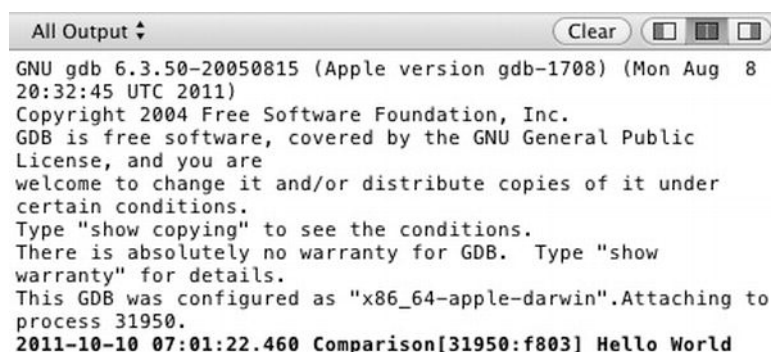 All Output Clear
GNU gdb 6.3.50-20050815 (Apple version gdb-1708) (Mon Aug  8
20:32:45 UTC 2011)
Copyright 2004 Free Software Foundation, Inc.
GDB is free software, covered by the GNU General Public
License, and you are
welcome to change it and/or distribute copies of it under
certain conditions.
Type "show copying" to see the conditions.
There is absolutely no warranty for GDB.  Type "show
warranty" for details.
This GDB was configured as "x86_64-apple-darwin".Attaching to
process 31950.
2011-10-10 07:01:22.460 Comparison[31950:f803] Hello World